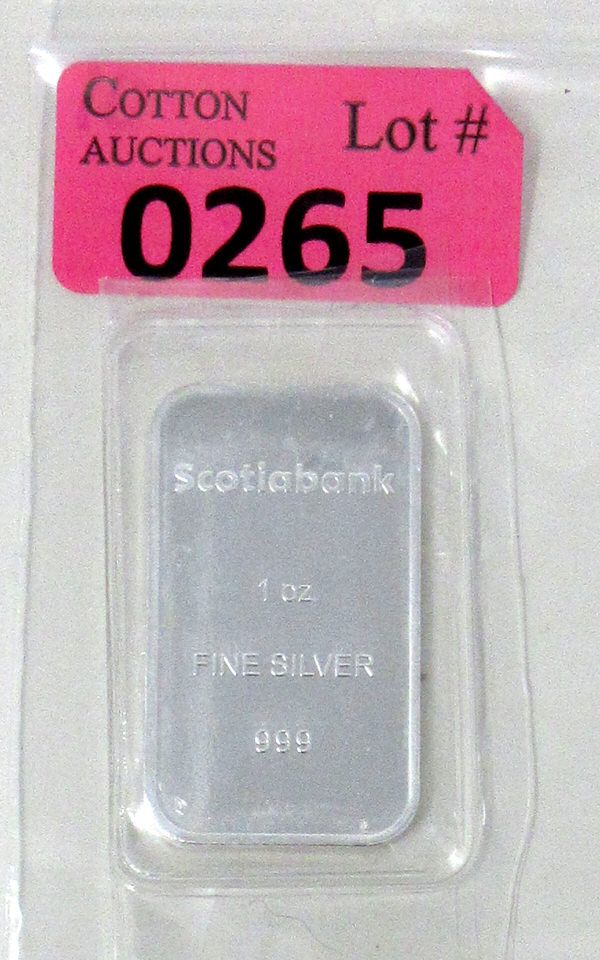 COTTON
AUCTIONS
Lot #
0265
Scotiabank
1 oz
FINE SILVER
999